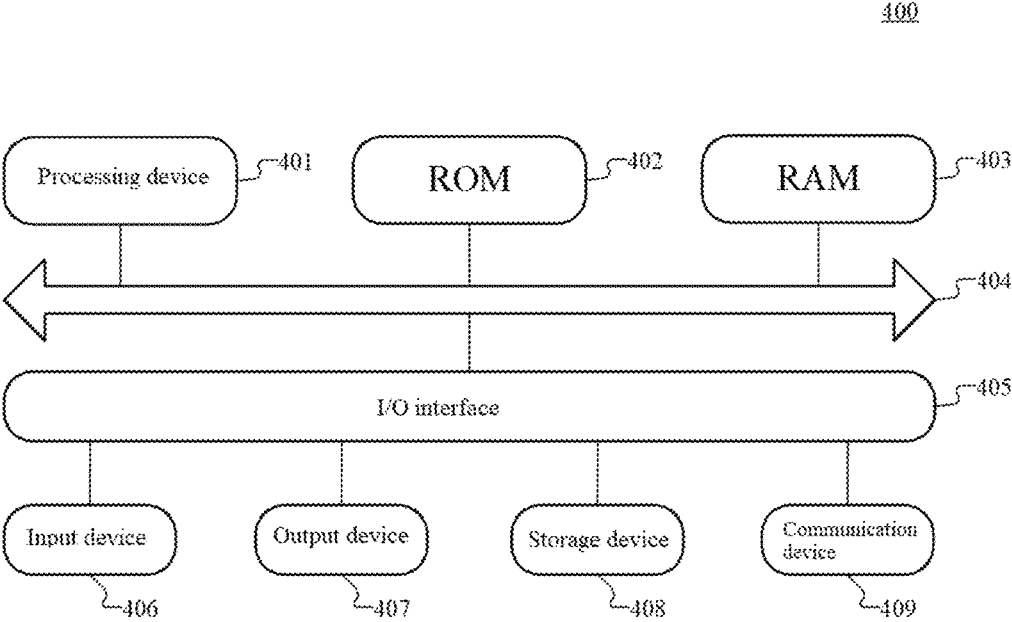 400
Processing device
401
ROM
402
RAM
403
404
I/O interface
405
Input device
Output device
Storage device
Communication
device
406
407
408
409